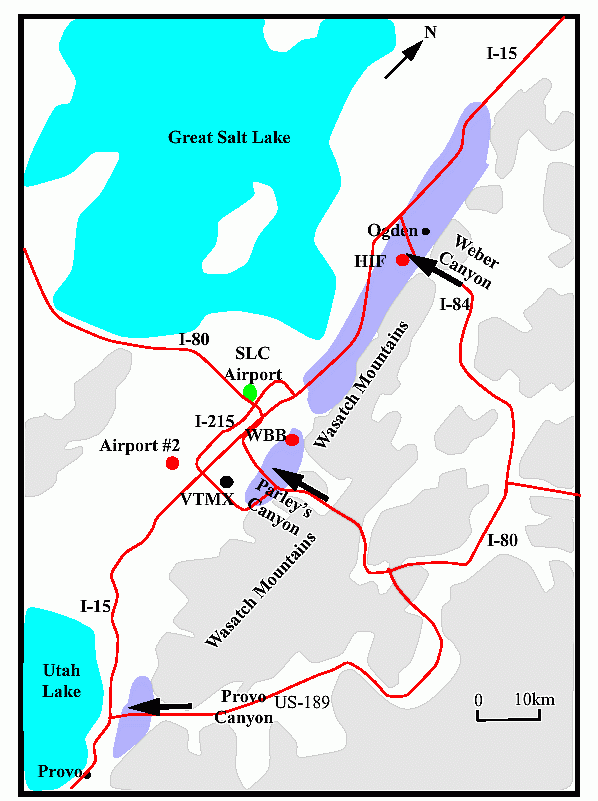 N
I-15
Great Salt Lake
Ogden
HIF
Weber
Canyon
I-84
I-80
SLC
Airport
Wasatch Mountains
I-215
WBB
Airport #2
VTMX
Parley's
Canyon
I-80
Wasatch Mountains
I-15
Utah
Lake
Provo
Canyon
US-189
0 10km
Provo